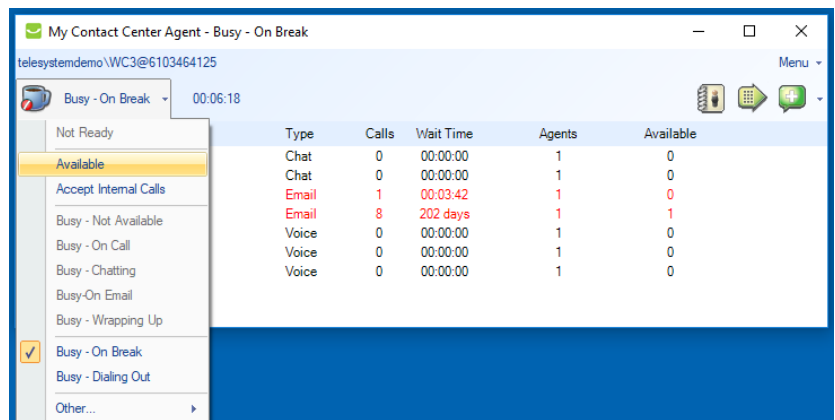 My Contact Center Agent - Busy - On Break
telesystemdemo\WC3@6103464125 Menu
Busy - On Break 00:06:18
Not Ready Type Calls Wait Time Agents Available
Chat 0 00:00:00 1 0
Available Chat 0 00:00:00 1 0
Accept Internal Calls Email 1 00:03:42 1 0
Busy - Not Available Email 8 202 days 1 1
Voice 0 00:00:00 1 0
Busy - On Call Voice 0 00:00:00 1 0
Busy - Chatting Voice 0 00:00:00 1 0
Busy-On Email
Busy - Wrapping Up
Busy - On Break
Busy - Dialing Out
Other...